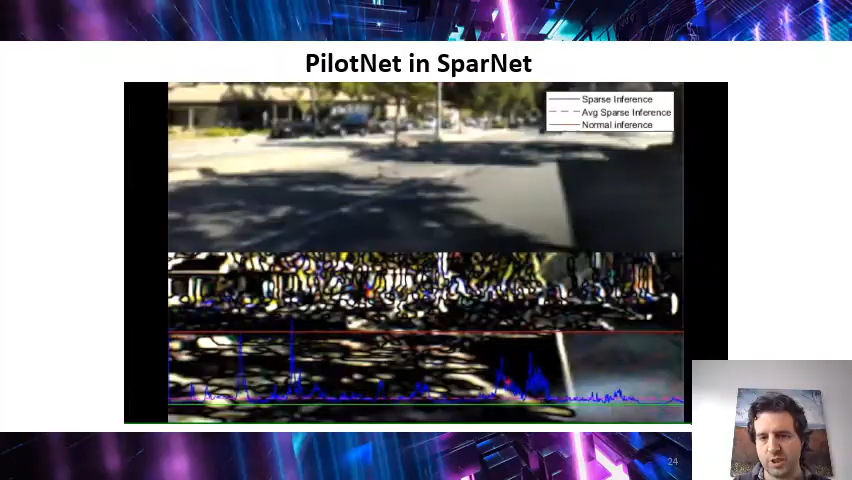 PilotNet in SparNet
Sparse Inference
Avg Sparse Inference
Normal inference
24